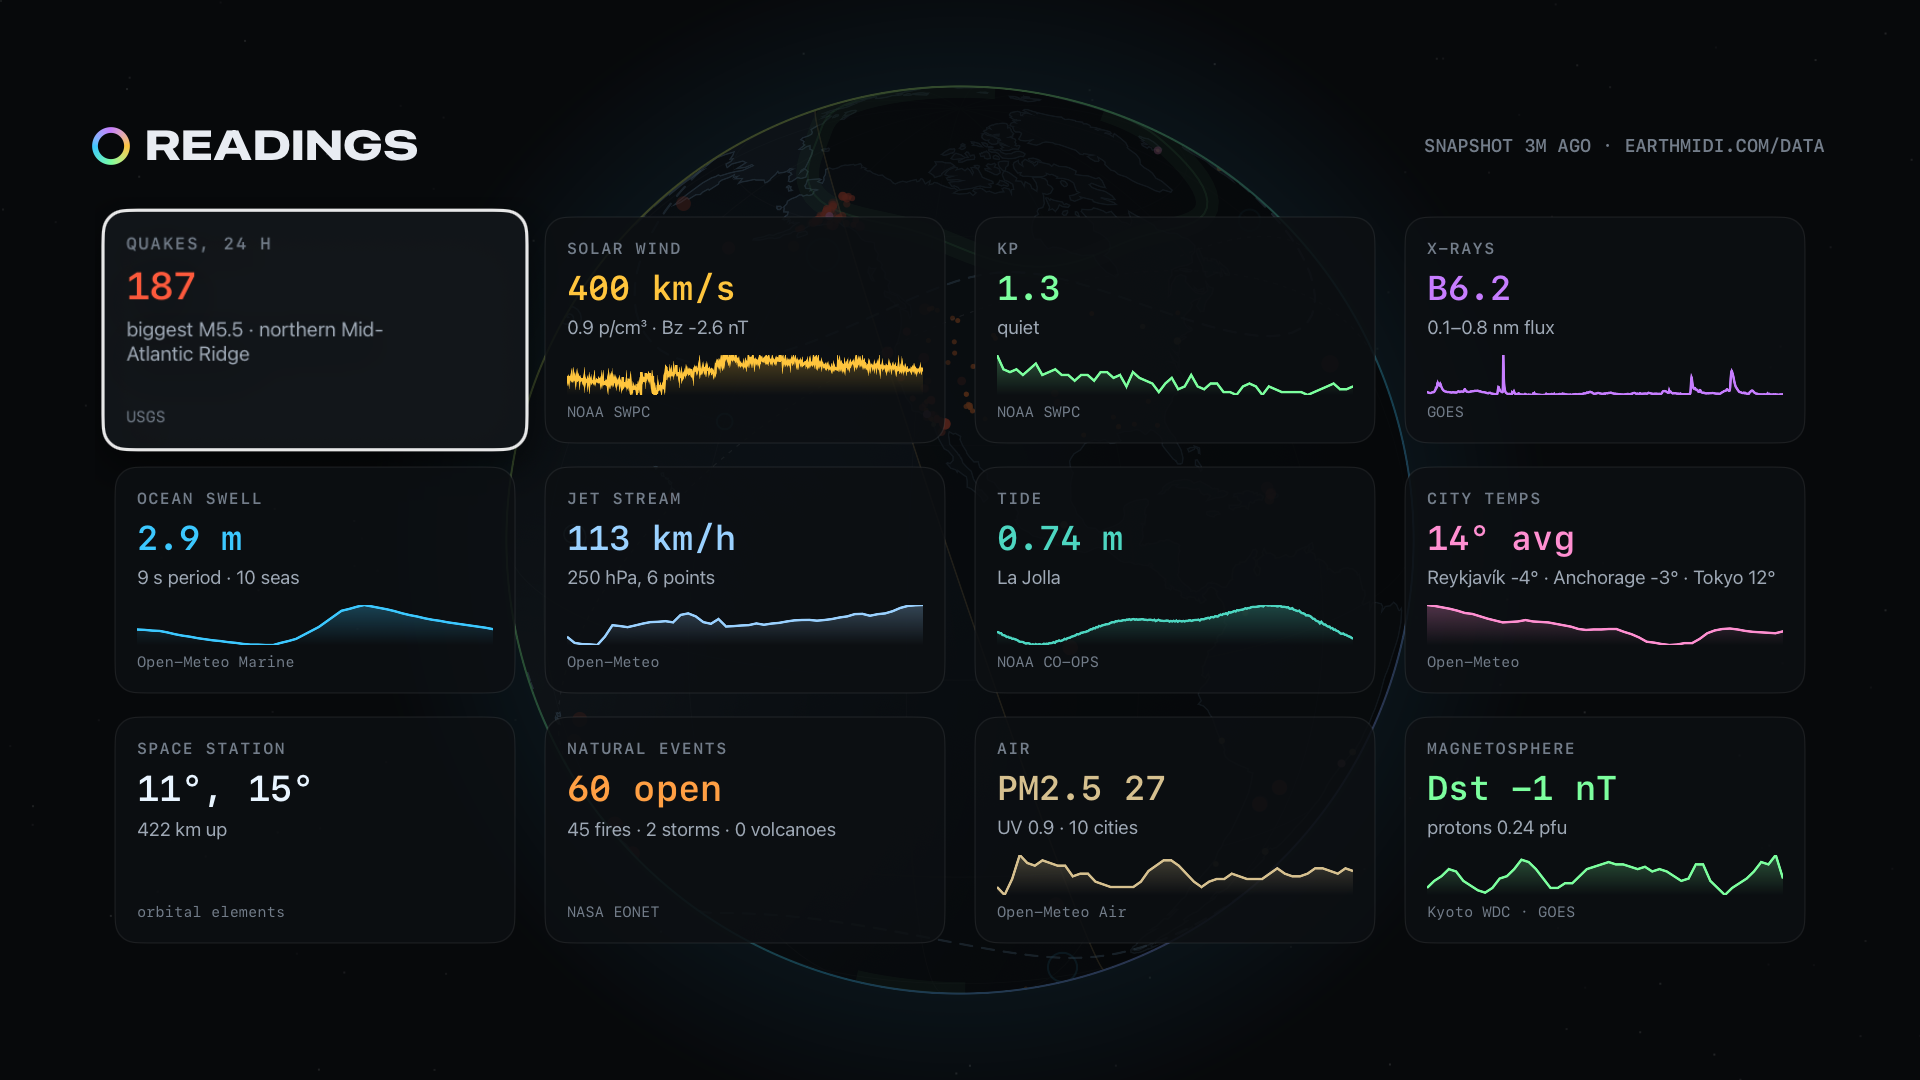 READINGS
SNAPSHOT 3M AGO · EARTHMIDI.COM/DATA
QUAKES, 24 H
187
biggest M5.5 · northern Mid-
Atlantic Ridge
USGS
SOLAR WIND
400 km/s
0.9 p/cm³ · Bz -2.6 nT
NOAA SWPC
KP
1.3
quiet
NOAA SWPC
X-RAYS
B6.2
0.1–0.8 nm flux
GOES
OCEAN SWELL
2.9 m
9 s period · 10 seas
Open-Meteo Marine
JET STREAM
113 km/h
250 hPa, 6 points
Open-Meteo
TIDE
0.74 m
La Jolla
NOAA CO-OPS
CITY TEMPS
14° avg
Reykjavík -4° · Anchorage -3° · Tokyo 12°
Open-Meteo
SPACE STATION
11°, 15°
422 km up
orbital elements
NATURAL EVENTS
60 open
45 fires · 2 storms · 0 volcanoes
NASA EONET
AIR
PM2.5 27
UV 0.9 · 10 cities
Open-Meteo Air
MAGNETOSPHERE
Dst −1 nT
protons 0.24 pfu
Kyoto WDC · GOES